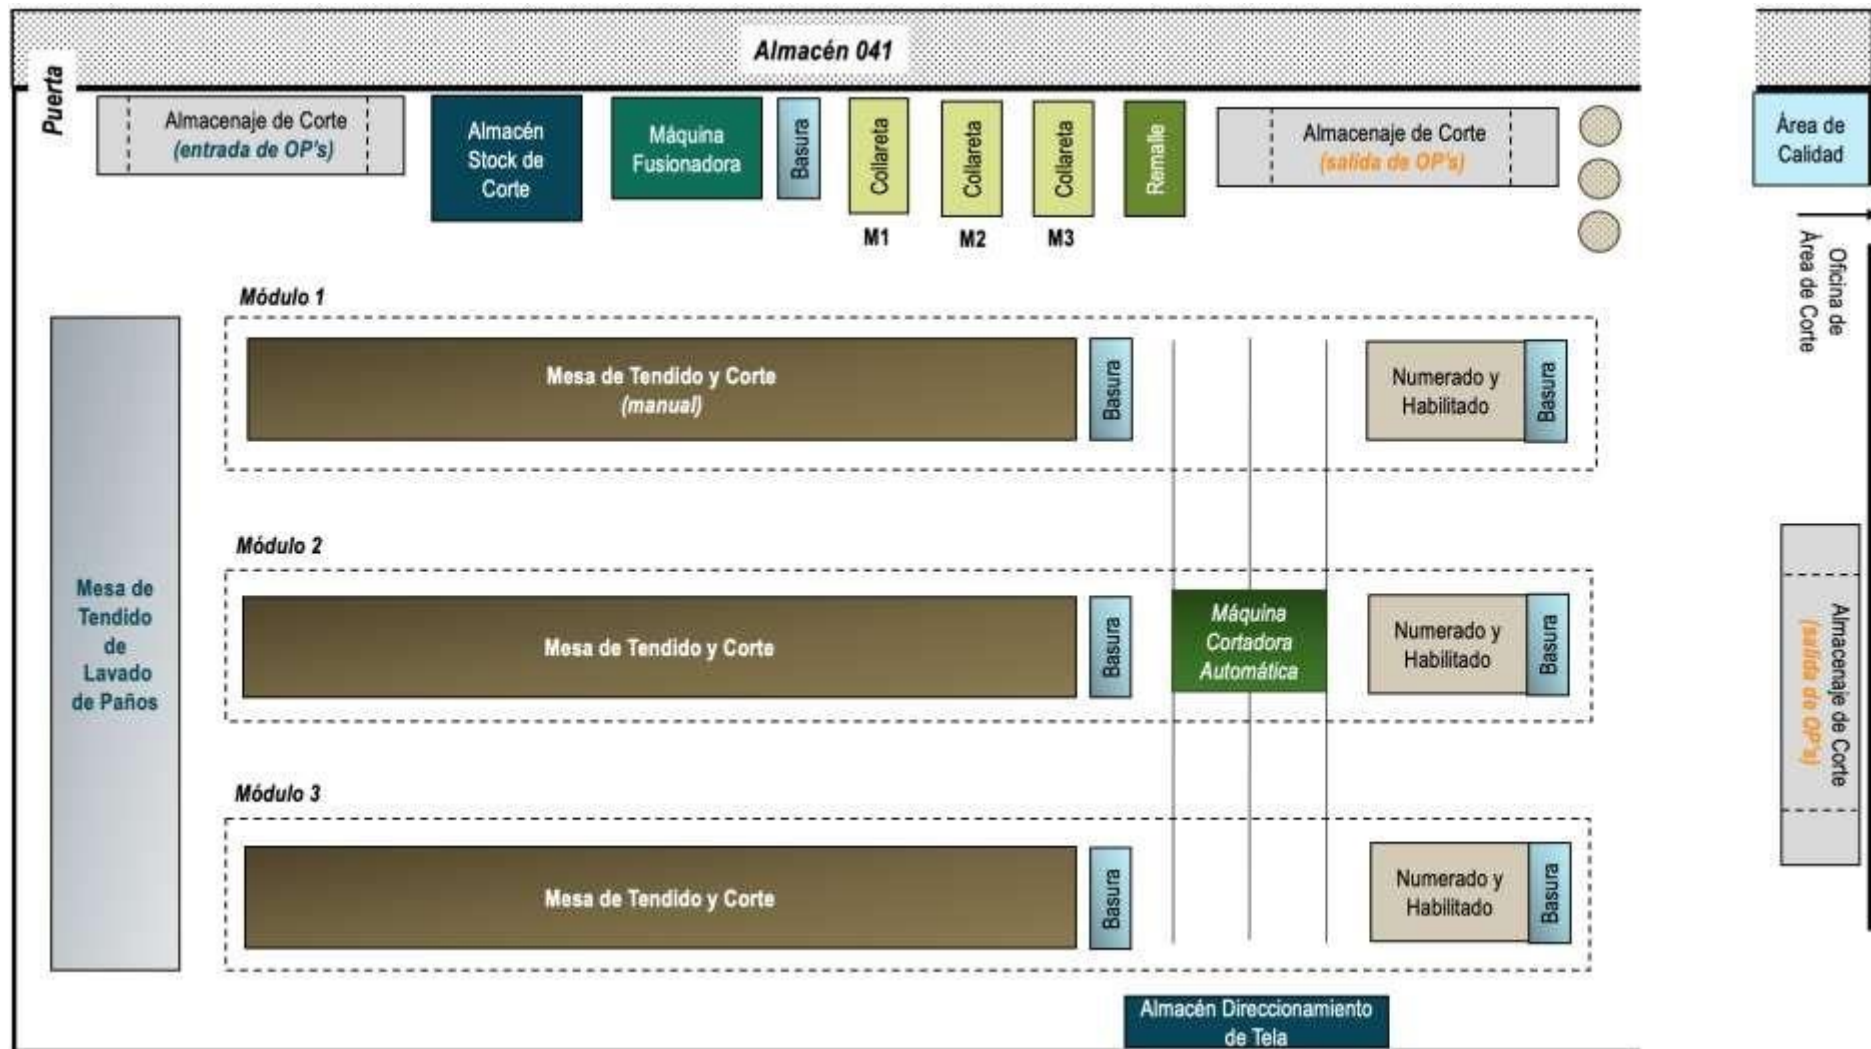 Almacén 041
Puerta
Almacenaje de Corte
(entrada de OP's)
Almacén
Stock de
Corte
Máquina
Fusionadora
Basura
Collareta
Collareta
Collareta
Remalle
Almacenaje de Corte
(salida de OP's)
Área de
Calidad
M1
M2
M3
Oficina de
Área de Corte
Módulo 1
Mesa de Tendido y Corte
(manual)
Basura
Numerado y
Habilitado
Basura
Módulo 2
Mesa de
Tendido
de
Lavado
de Paños
Mesa de Tendido y Corte
Basura
Máquina
Cortadora
Automática
Numerado y
Habilitado
Basura
Almacenaje de Corte
(salida de OP's)
Módulo 3
Mesa de Tendido y Corte
Basura
Numerado y
Habilitado
Basura
Almacén Direccionamiento
de Tela